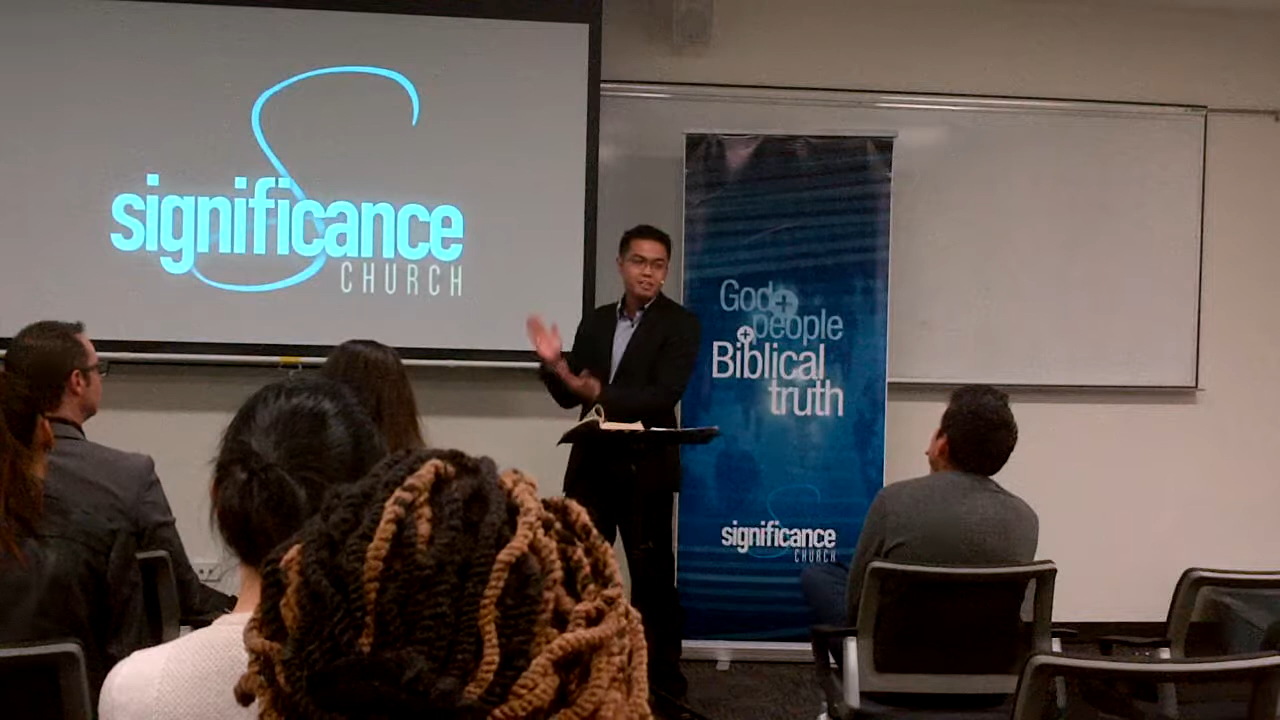 significance
CHURCH
God+
people
+
Biblical
truth
significance
CHURCH